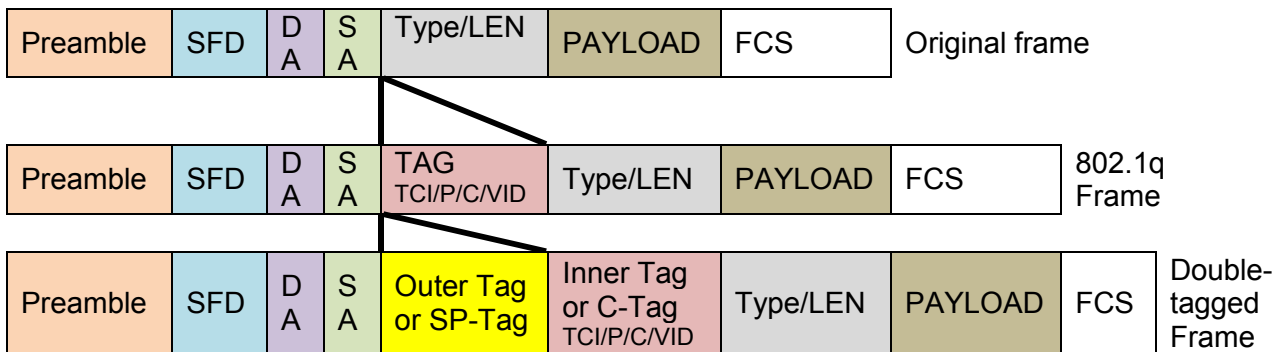 Preamble SFD D A S A Type/LEN PAYLOAD FCS Original frame
Preamble SFD D A S A TAG TCI/P/C/VID Type/LEN PAYLOAD FCS 802.1q Frame
Preamble SFD D A S A Outer Tag or SP-Tag Inner Tag or C-Tag TCI/P/C/VID Type/LEN PAYLOAD FCS Double-tagged Frame